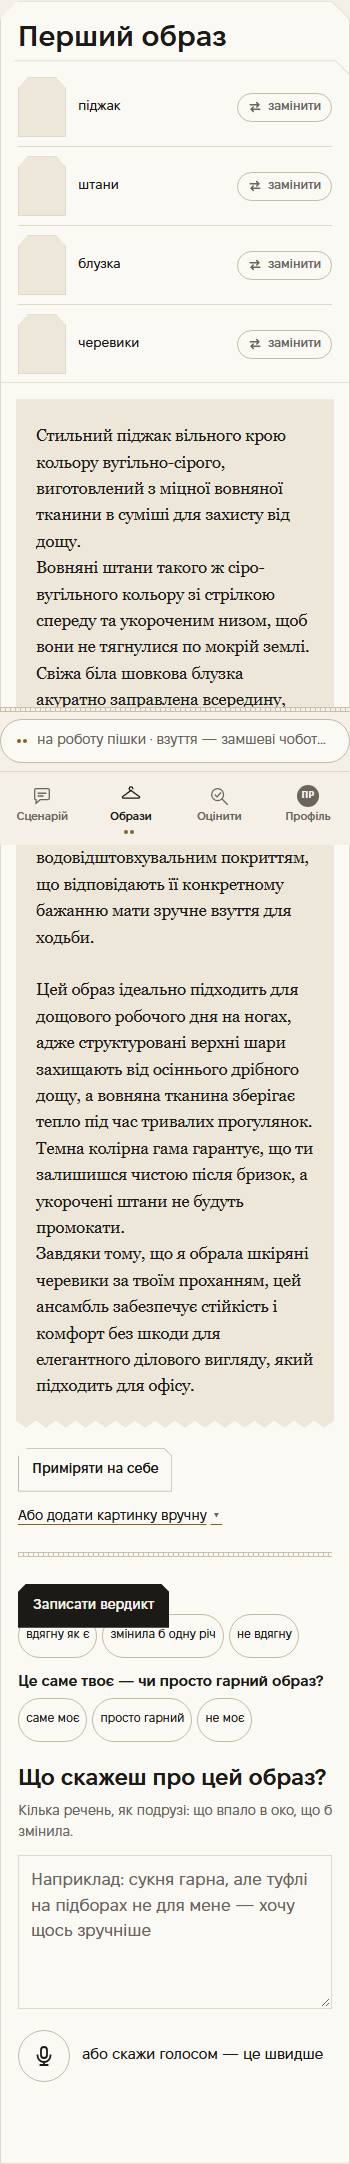 Перший образ
піджак
замінити
штани
замінити
блузка
замінити
черевики
замінити
Стильний піджак вільного крою
кольору вугільно-сірого,
виготовлений з міцної вовняної
тканини в суміші для захисту від
дощу.
Вовняні штани такого ж сіро-
вугільного кольору зі стрілкою
спереду та укороченим низом, щоб
вони не тягнулися по мокрій землі.
Свіжа біла шовкова блузка
акуратно заправлена всередину,
на роботу пішки · взуття — замшеві чобот...
Сценарій
Образи
Оцінити
ПР
Профіль
водовідштовхувальним покриттям,
що відповідають її конкретному
бажанню мати зручне взуття для
ходьби.
Цей образ ідеально підходить для
дощового робочого дня на ногах,
адже структуровані верхні шари
захищають від осіннього дрібного
дощу, а вовняна тканина зберігає
тепло під час тривалих прогулянок.
Темна колірна гама гарантує, що ти
залишишся чистою після бризок, а
укорочені штани не будуть
промокати.
Завдяки тому, що я обрала шкіряні
черевики за твоїм проханням, цей
ансамбль забезпечує стійкість і
комфорт без шкоди для
елегантного ділового вигляду, який
підходить для офісу.
Приміряти на себе
Або додати картинку вручну
Записати вердикт
вдягну як є
змінила б одну річ
не вдягну
Це саме твоє — чи просто гарний образ?
саме моє
просто гарний
не моє
Що скажеш про цей образ?
Кілька речень, як подрузі: що впало в око, що б
змінила.
Наприклад: сукня гарна, але туфлі
на підборах не для мене — хочу
щось зручніше
або скажи голосом — це швидше